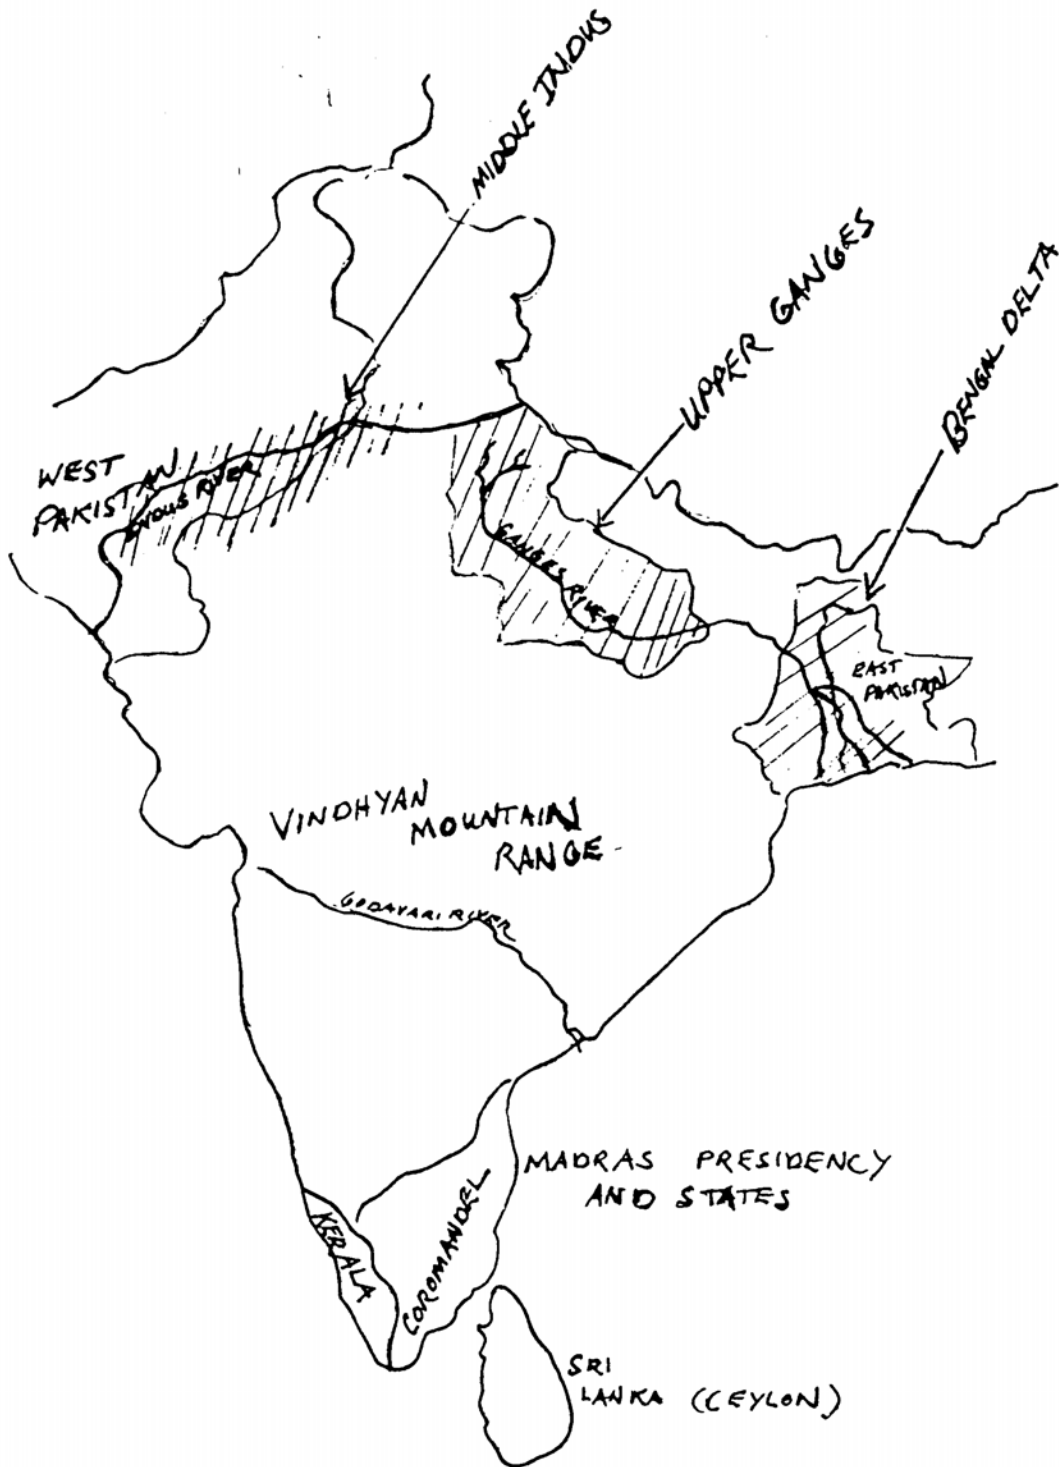 MIDDLE INDUS
UPPER GANGES
BENGAL DELTA
WEST
PAKISTAN
INDUS RIVER
GANGES RIVER
EAST
PAKISTAN
VINDHYAN
MOUNTAIN
RANGE
GODAVARI RIVER
MADRAS PRESIDENCY
AND STATES
KERALA
COROMANDEL
SRI
LANKA (CEYLON)